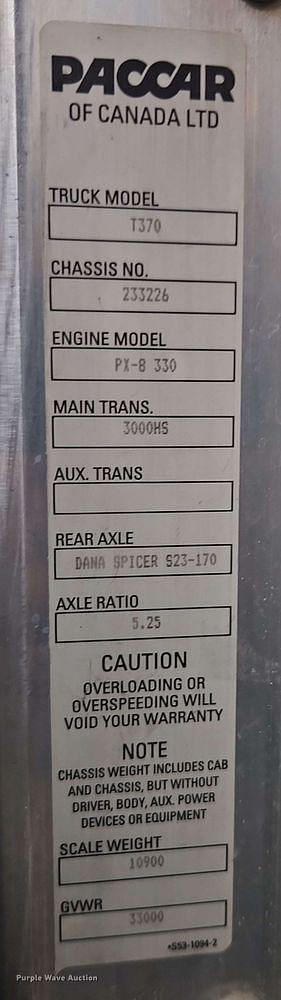 PACCAR
OF CANADA LTD
TRUCK MODEL
T370
CHASSIS NO.
233226
ENGINE MODEL
PX-8 330
MAIN TRANS.
3000HS
AUX. TRANS
REAR AXLE
DANA SPICER S23-170
AXLE RATIO
5.25
CAUTION
OVERLOADING OR
OVERSPEEDING WILL
VOID YOUR WARRANTY
NOTE
CHASSIS WEIGHT INCLUDES CAB
AND CHASSIS, BUT WITHOUT
DRIVER, BODY, AUX. POWER
DEVICES OR EQUIPMENT
SCALE WEIGHT
10900
GVWR
33000
*S53-1094-2
Purple Wave Auction